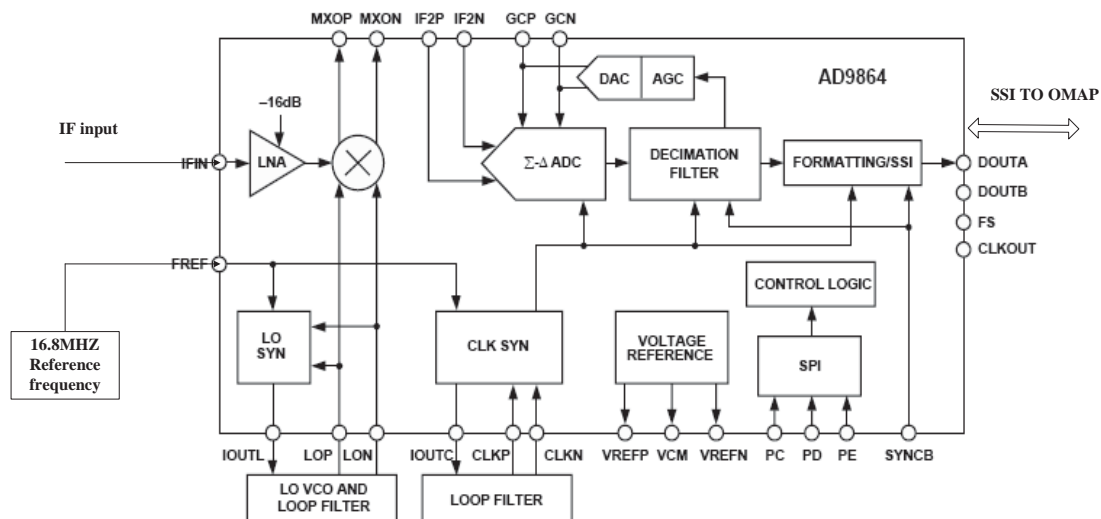 MXOP MXON IF2P IF2N GCP GCN
DAC AGC
AD9864
SSI TO OMAP
–16dB
IF input
IFIN
LNA
Σ-Δ ADC
DECIMATION
FILTER
FORMATTING/SSI
DOUTA
DOUTB
FS
CLKOUT
FREF
CONTROL LOGIC
16.8MHZ
Reference
frequency
LO
SYN
CLK SYN
VOLTAGE
REFERENCE
SPI
IOUTL LOP LON IOUTC CLKP CLKN VREFP VCM VREFN PC PD PE SYNCB
LO VCO AND
LOOP FILTER
LOOP FILTER